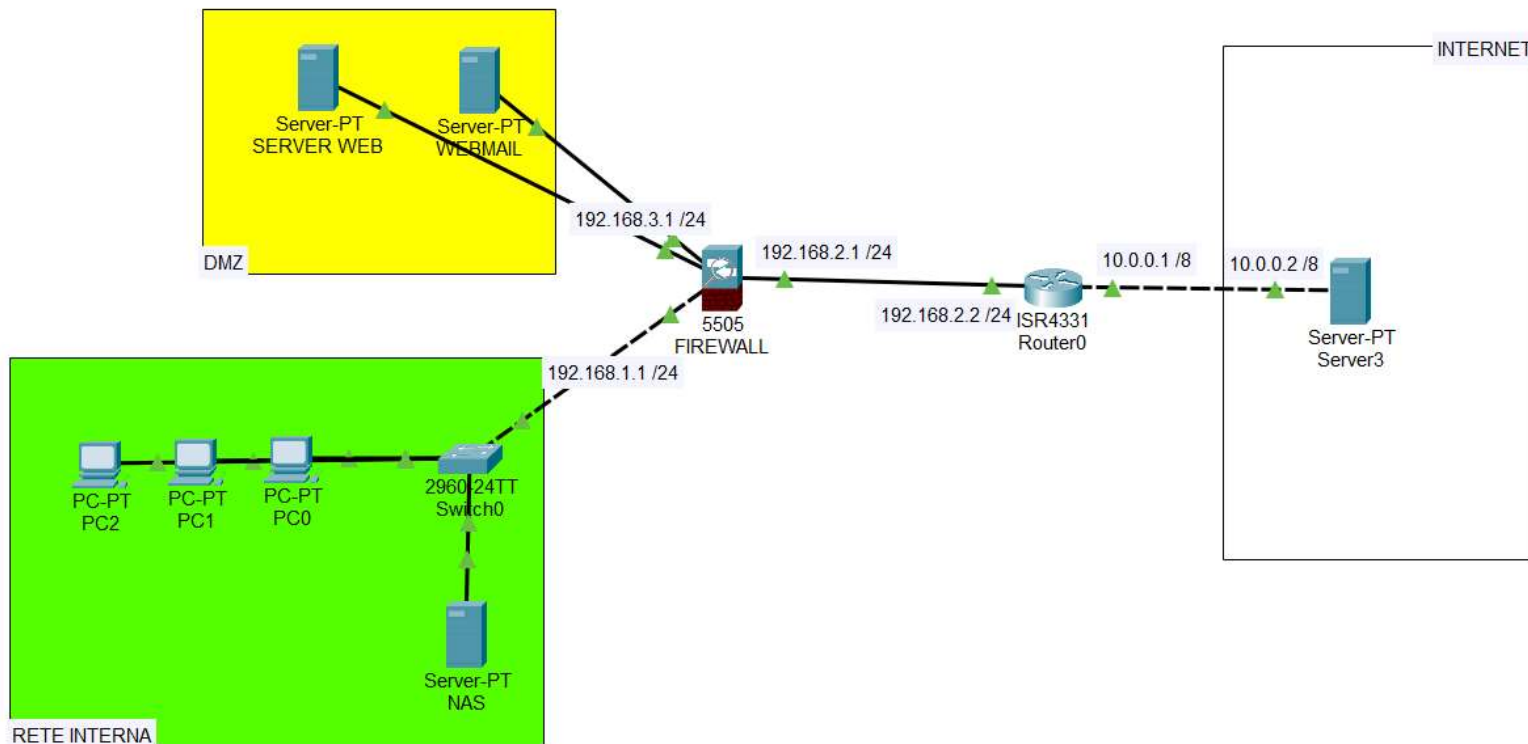 INTERNET
Server-PT
SERVER WEB
Server-PT
WEBMAIL
DMZ
192.168.3.1 /24
192.168.2.1 /24
10.0.0.1 /8
10.0.0.2 /8
192.168.2.2 /24
5505
FIREWALL
ISR4331
Router0
Server-PT
Server3
192.168.1.1 /24
PC-PT
PC2
PC-PT
PC1
PC-PT
PC0
2960-24TT
Switch0
Server-PT
NAS
RETE INTERNA